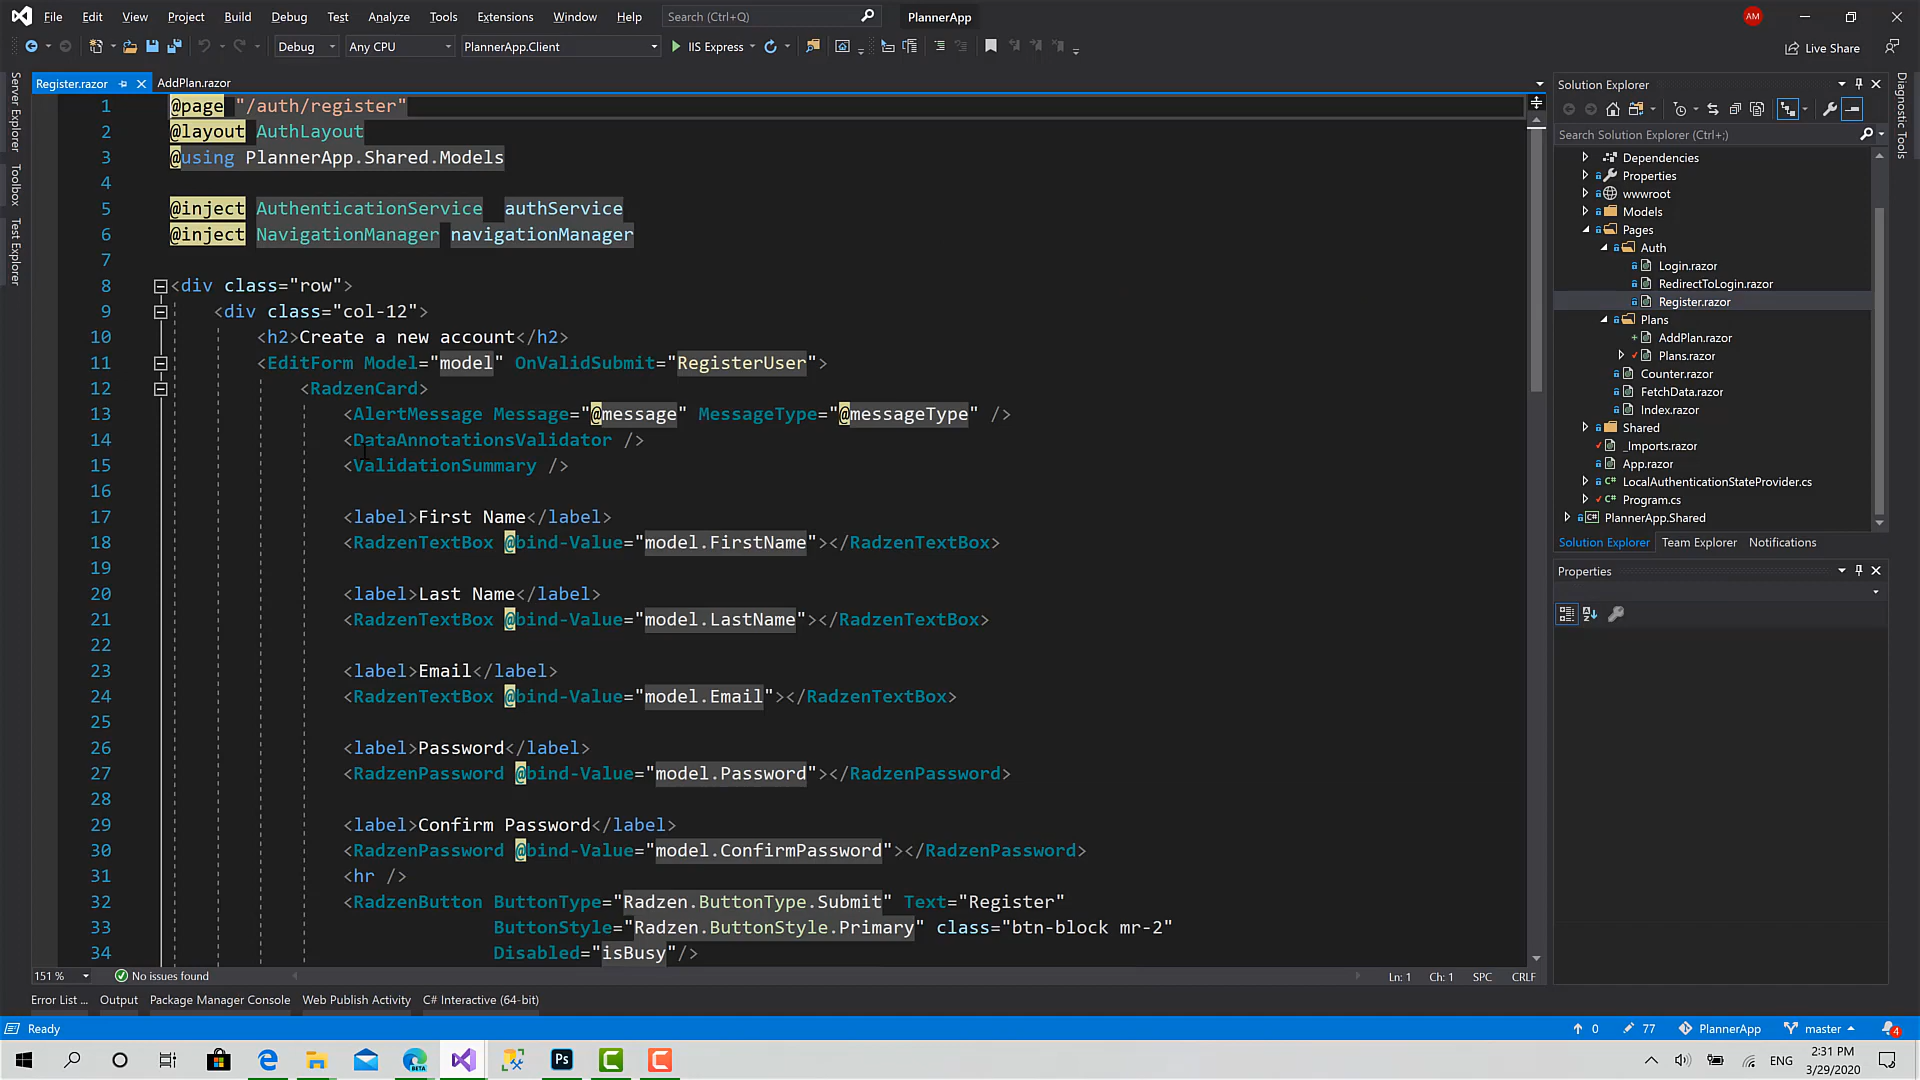 File Edit View Project Build Debug Test Analyze Tools Extensions Window Help Search (Ctrl+Q) PlannerApp AM
Debug Any CPU PlannerApp.Client IIS Express Live Share
Server Explorer
Toolbox
Test Explorer
Register.razor AddPlan.razor
1 @page "/auth/register"
2 @layout AuthLayout
3 @using PlannerApp.Shared.Models
4
5 @inject AuthenticationService authService
6 @inject NavigationManager navigationManager
7
8 <div class="row">
9 <div class="col-12">
10 <h2>Create a new account</h2>
11 <EditForm Model="model" OnValidSubmit="RegisterUser">
12 <RadzenCard>
13 <AlertMessage Message="@message" MessageType="@messageType" />
14 <DataAnnotationsValidator />
15 <ValidationSummary />
16
17 <label>First Name</label>
18 <RadzenTextBox @bind-Value="model.FirstName"></RadzenTextBox>
19
20 <label>Last Name</label>
21 <RadzenTextBox @bind-Value="model.LastName"></RadzenTextBox>
22
23 <label>Email</label>
24 <RadzenTextBox @bind-Value="model.Email"></RadzenTextBox>
25
26 <label>Password</label>
27 <RadzenPassword @bind-Value="model.Password"></RadzenPassword>
28
29 <label>Confirm Password</label>
30 <RadzenPassword @bind-Value="model.ConfirmPassword"></RadzenPassword>
31 <hr />
32 <RadzenButton ButtonType="Radzen.ButtonType.Submit" Text="Register"
33 ButtonStyle="Radzen.ButtonStyle.Primary" class="btn-block mr-2"
34 Disabled="isBusy"/>
151 % No issues found Ln: 1 Ch: 1 SPC CRLF
Error List ... Output Package Manager Console Web Publish Activity C# Interactive (64-bit)
Solution Explorer
Search Solution Explorer (Ctrl+;)
Dependencies
Properties
wwwroot
Models
Pages
Auth
Login.razor
RedirectToLogin.razor
Register.razor
Plans
AddPlan.razor
Plans.razor
Counter.razor
FetchData.razor
Index.razor
Shared
_Imports.razor
App.razor
C# LocalAuthenticationStateProvider.cs
C# Program.cs
C# PlannerApp.Shared
Solution Explorer Team Explorer Notifications
Properties
Diagnostic Tools
Ready 0 77 PlannerApp master 4
BETA Ps ENG 2:31 PM
3/29/2020